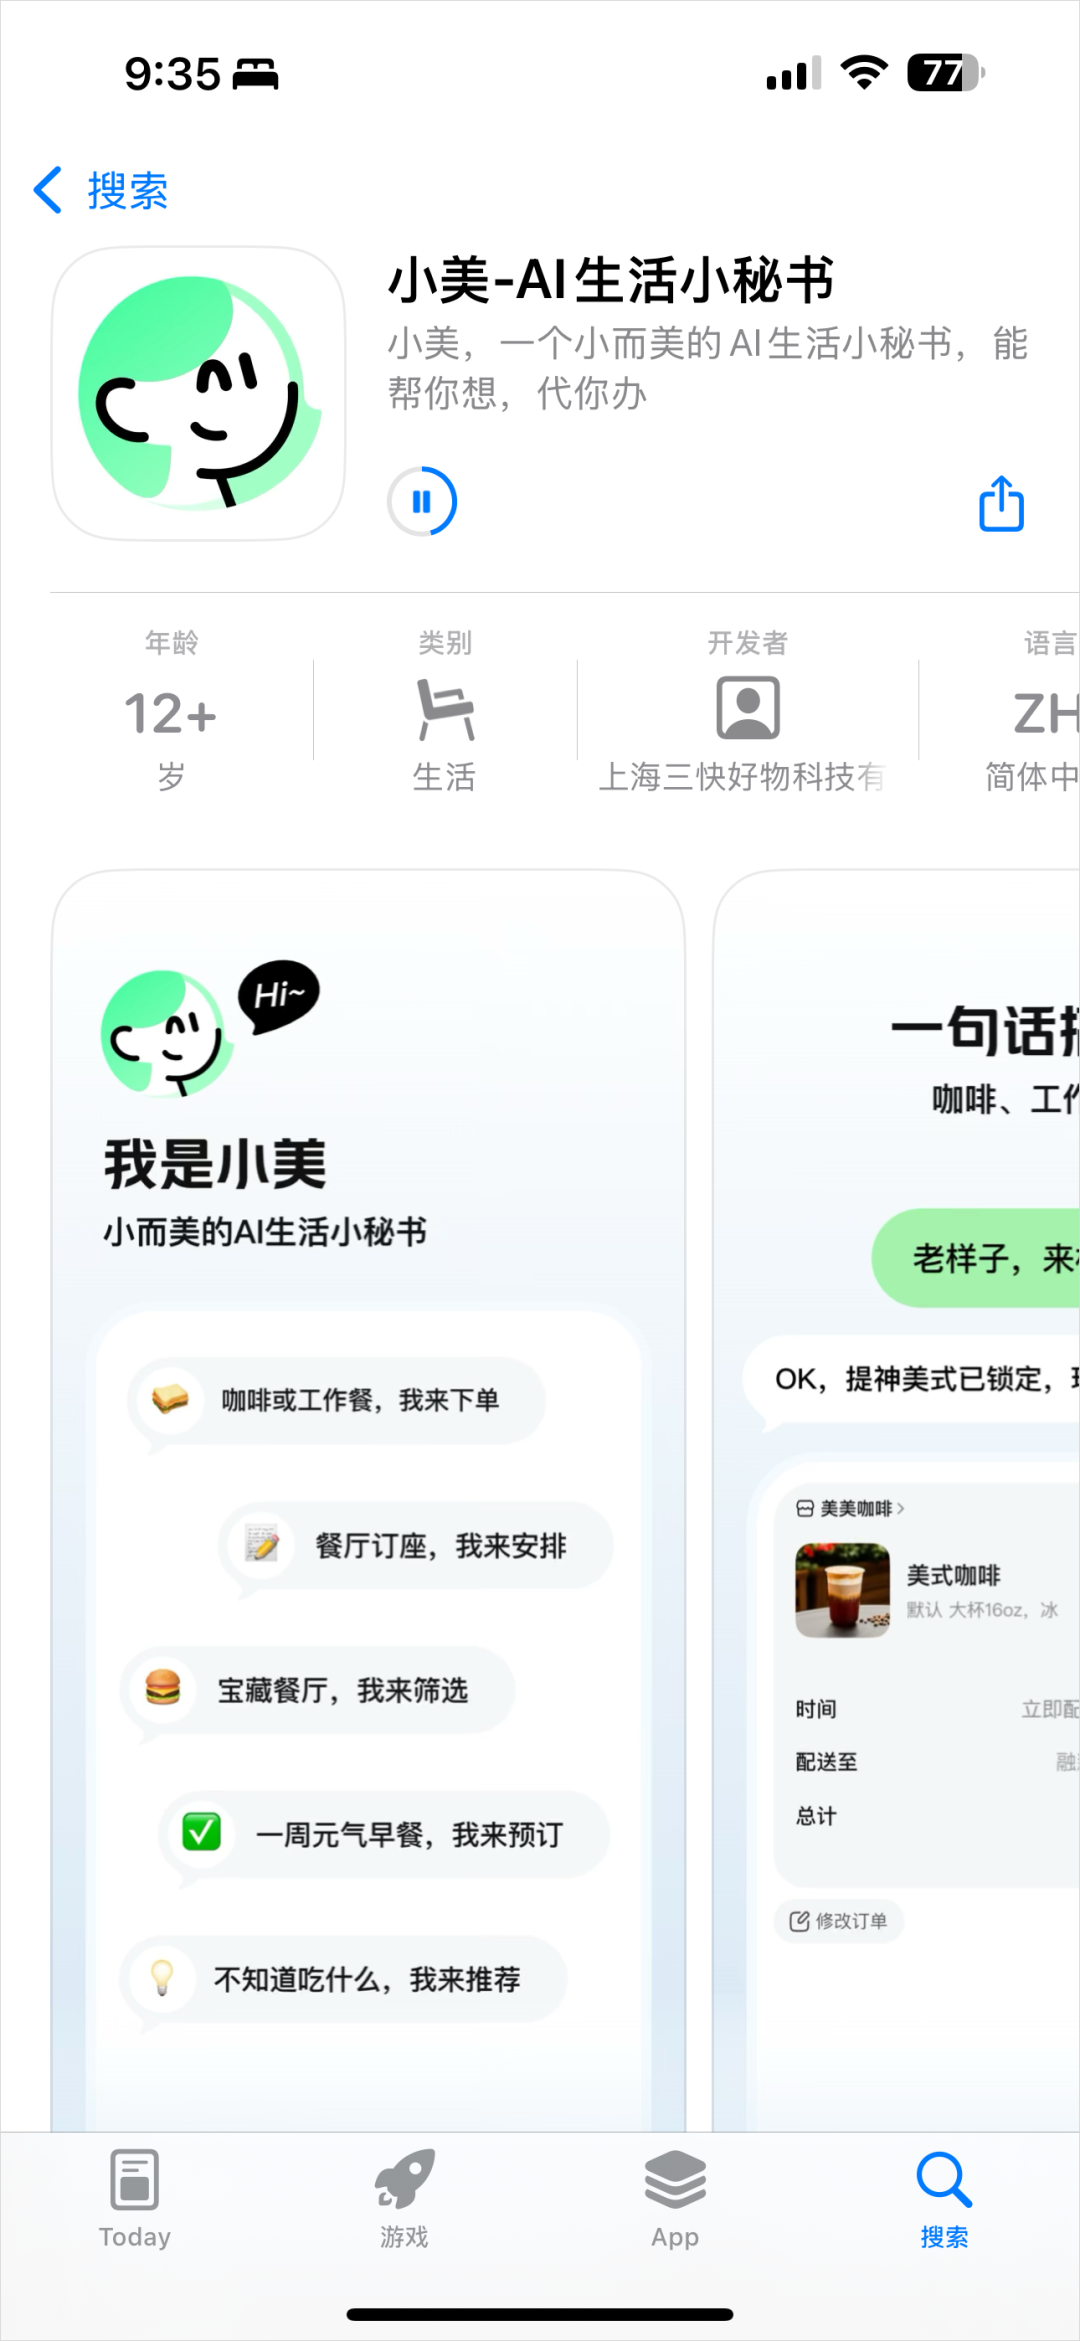 9:35
77
搜索
小美-AI生活小秘书
小美，一个小而美的AI生活小秘书，能
帮你想，代你办
年龄
12+
岁
类别
生活
开发者
上海三快好物科技有
语言
ZH
简体中
Hi~
我是小美
小而美的AI生活小秘书
咖啡或工作餐，我来下单
餐厅订座，我来安排
宝藏餐厅，我来筛选
一周元气早餐，我来预订
不知道吃什么，我来推荐
一句话
咖啡、工作
老样子，来
OK，提神美式已锁定，
美美咖啡
美式咖啡
默认 大杯16oz，冰
时间
立即配
配送至
融
总计
修改订单
Today
游戏
App
搜索